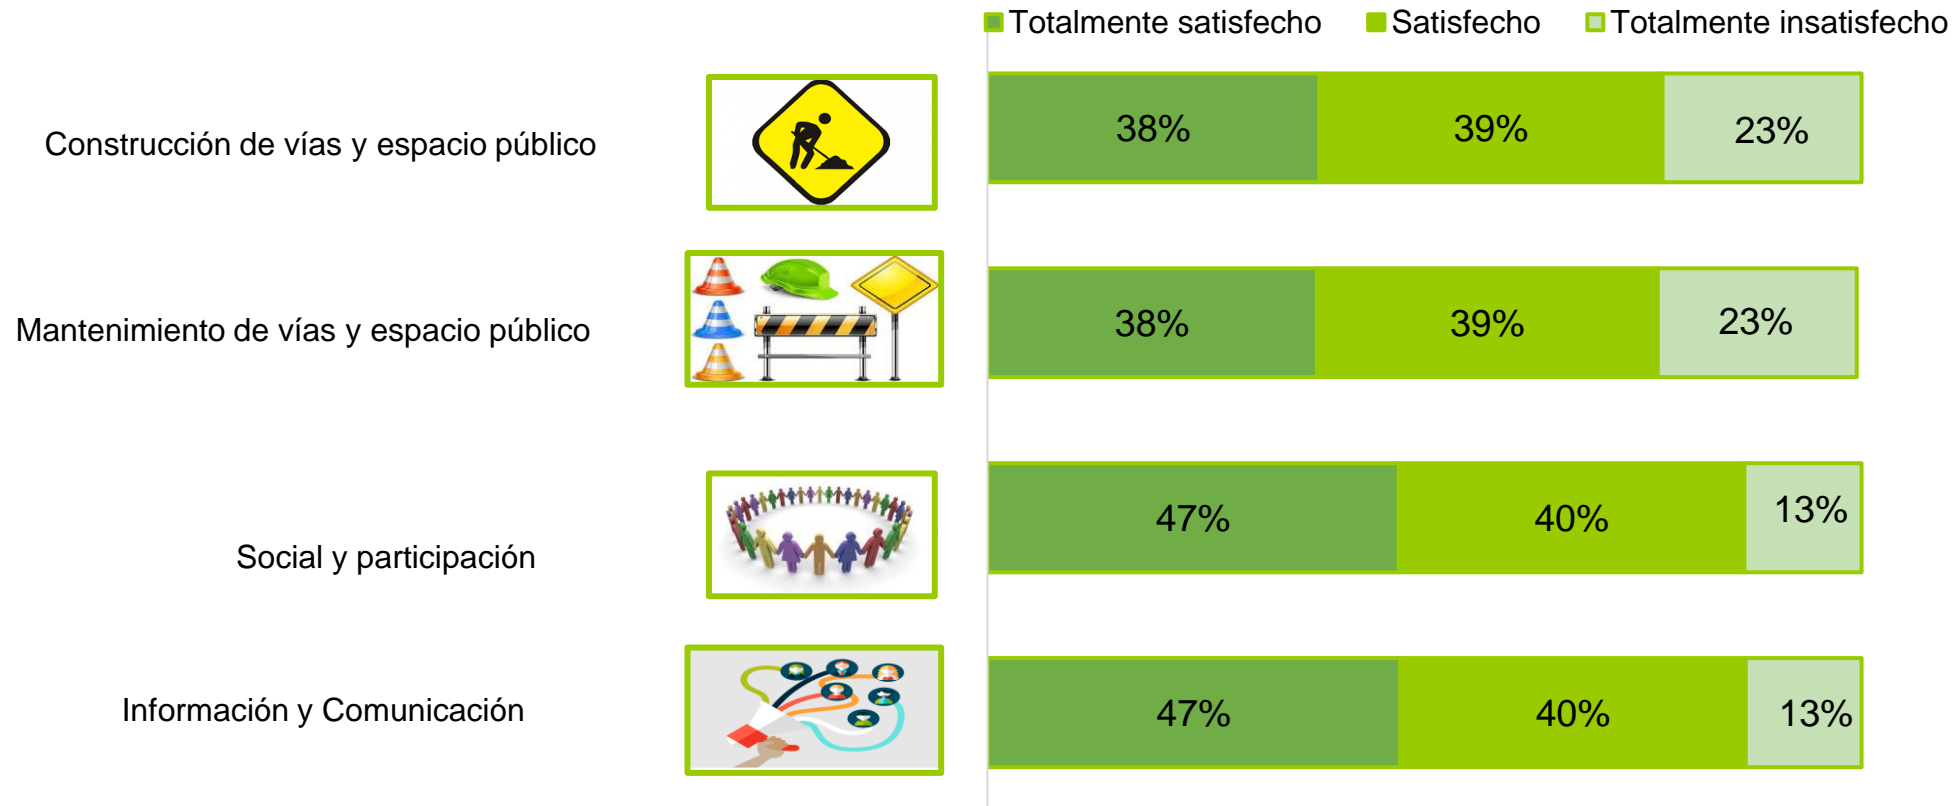 Totalmente satisfecho Satisfecho Totalmente insatisfecho
Construcción de vías y espacio público 38% 39% 23%
Mantenimiento de vías y espacio público 38% 39% 23%
Social y participación 47% 40% 13%
Información y Comunicación 47% 40% 13%